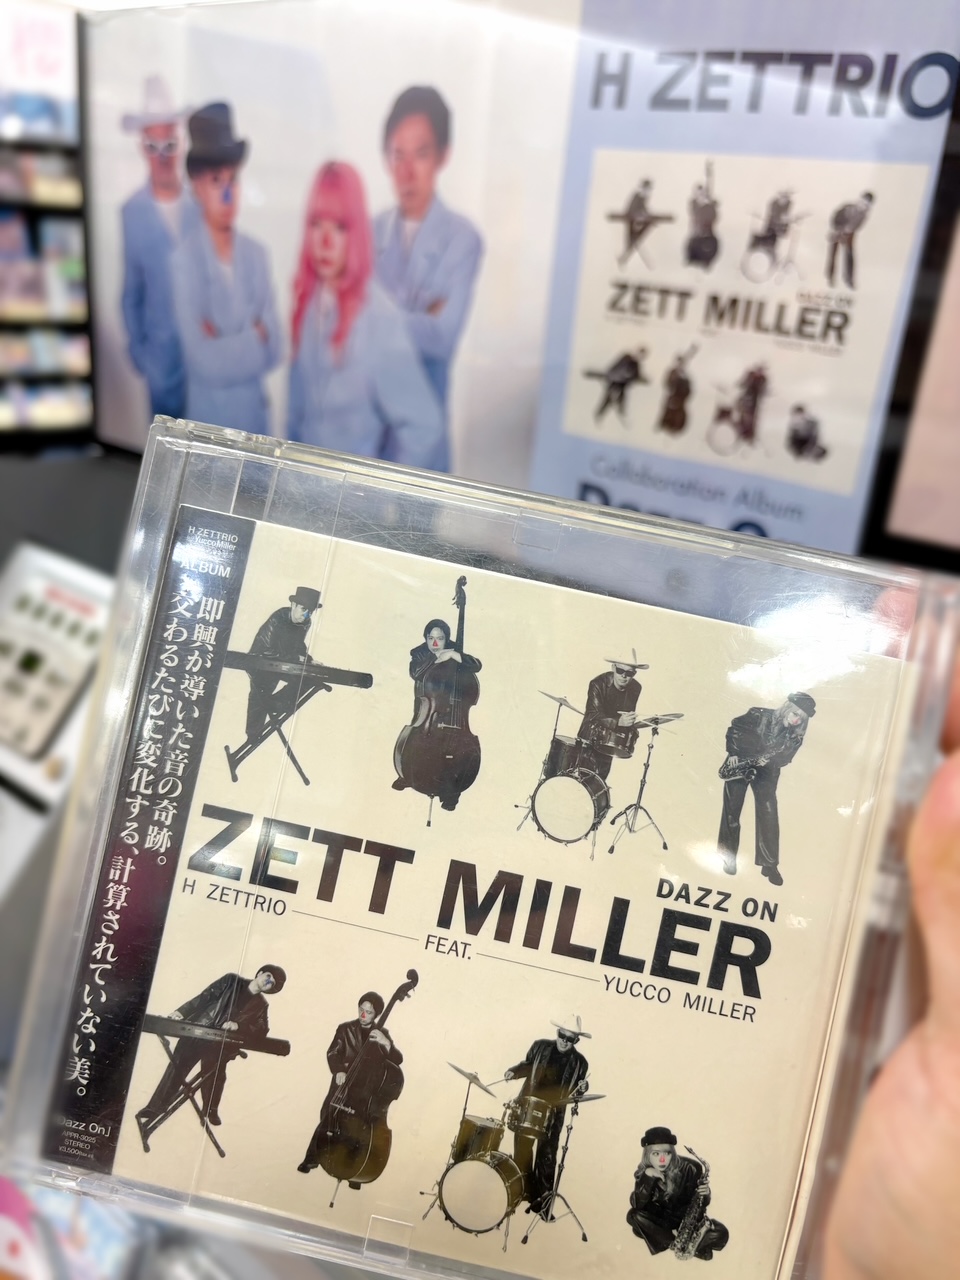 H ZETTRIO
DAZZ ON
ZETT MILLER
Collaboration Album
H ZETTRIO
Yucco Miller
ALBUM
即興が導いた音の奇跡。
交わるたびに変化する、計算されていない美。
Dazz On」
APPR-3025
STEREO
ZETT MILLER
DAZZ ON
H ZETTRIO
FEAT.
YUCCO MILLER